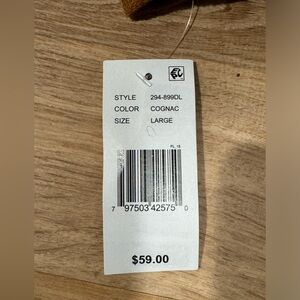 STYLE 294-899DL
COLOR COGNAC
SIZE LARGE
7 97503 42575 0
$59.00